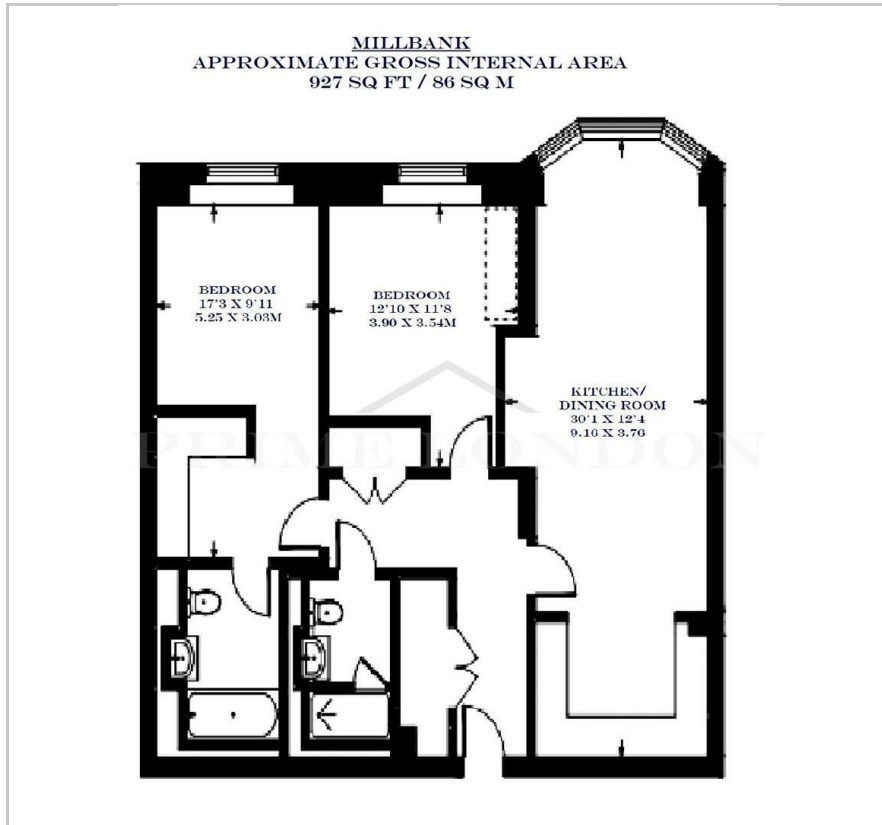 MILLBANK
APPROXIMATE GROSS INTERNAL AREA
927 SQ FT / 86 SQ M
BEDROOM
17'3 X 9'11
5.25 X 3.03M
BEDROOM
12'10 X 11'8
3.90 X 3.54M
KITCHEN/
DINING ROOM
30'1 X 12'4
9.16 X 3.76
PRIME LONDON